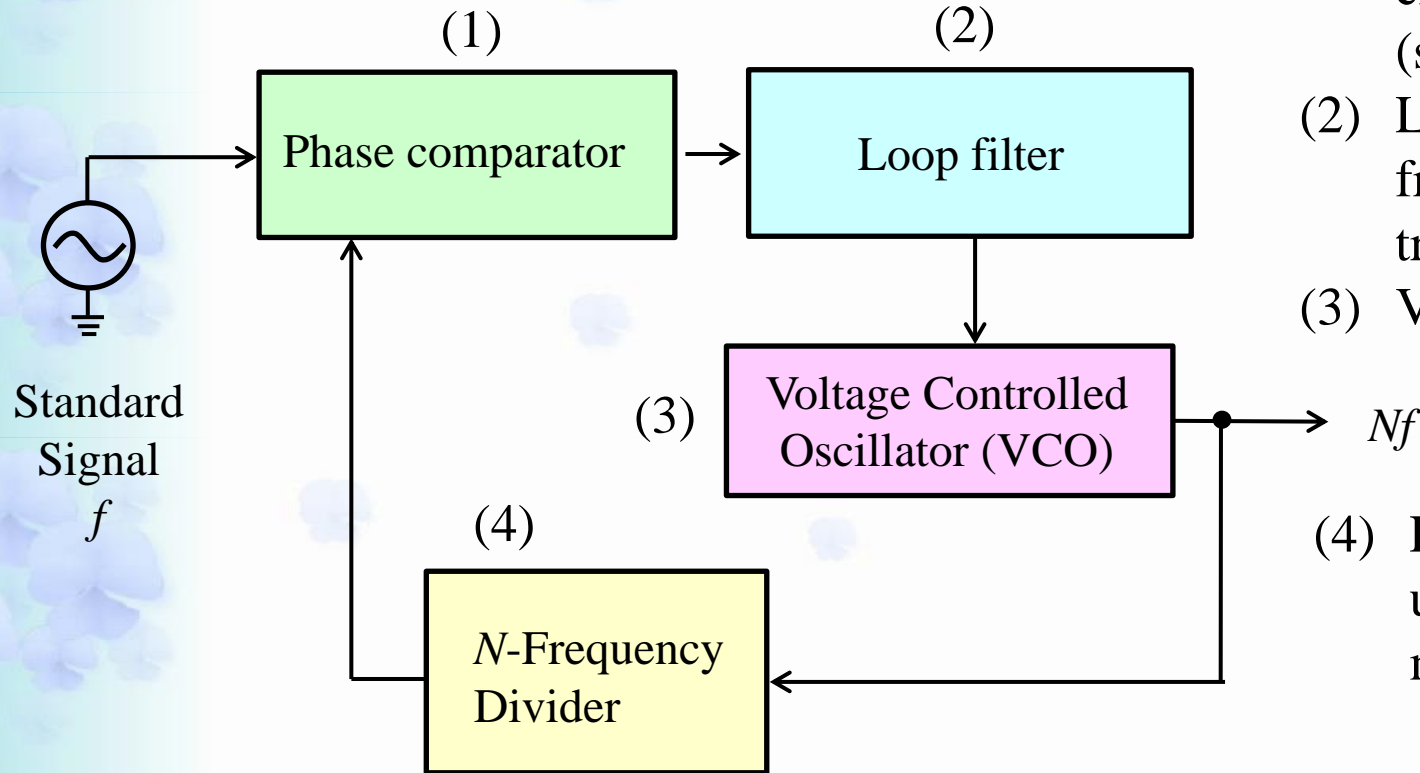 (1)
(2)
Phase comparator
Loop filter
Standard
Signal
f
(3)
Voltage Controlled
Oscillator (VCO)
Nf
(4)
N-Frequency
Divider
(2)
(3)
(4)